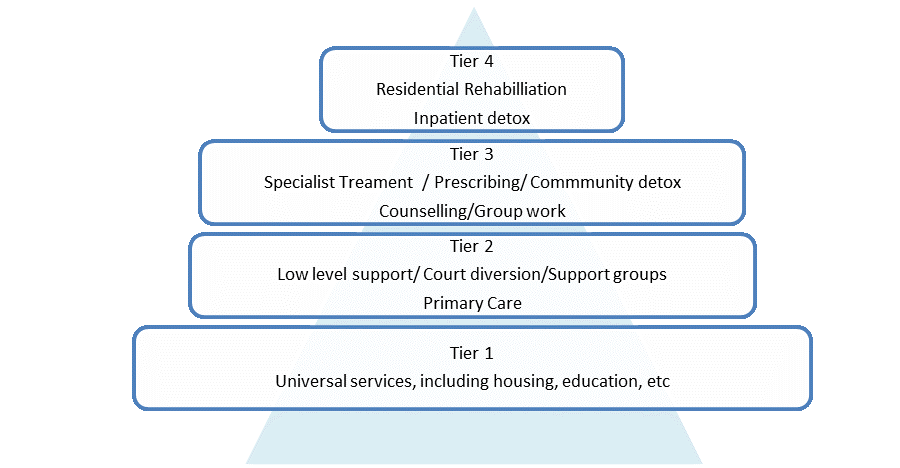 Tier 4
Residential Rehabilliation
Inpatient detox
Tier 3
Specialist Treament / Prescribing/ Commmunity detox
Counselling/Group work
Tier 2
Low level support/ Court diversion/Support groups
Primary Care
Tier 1
Universal services, including housing, education, etc